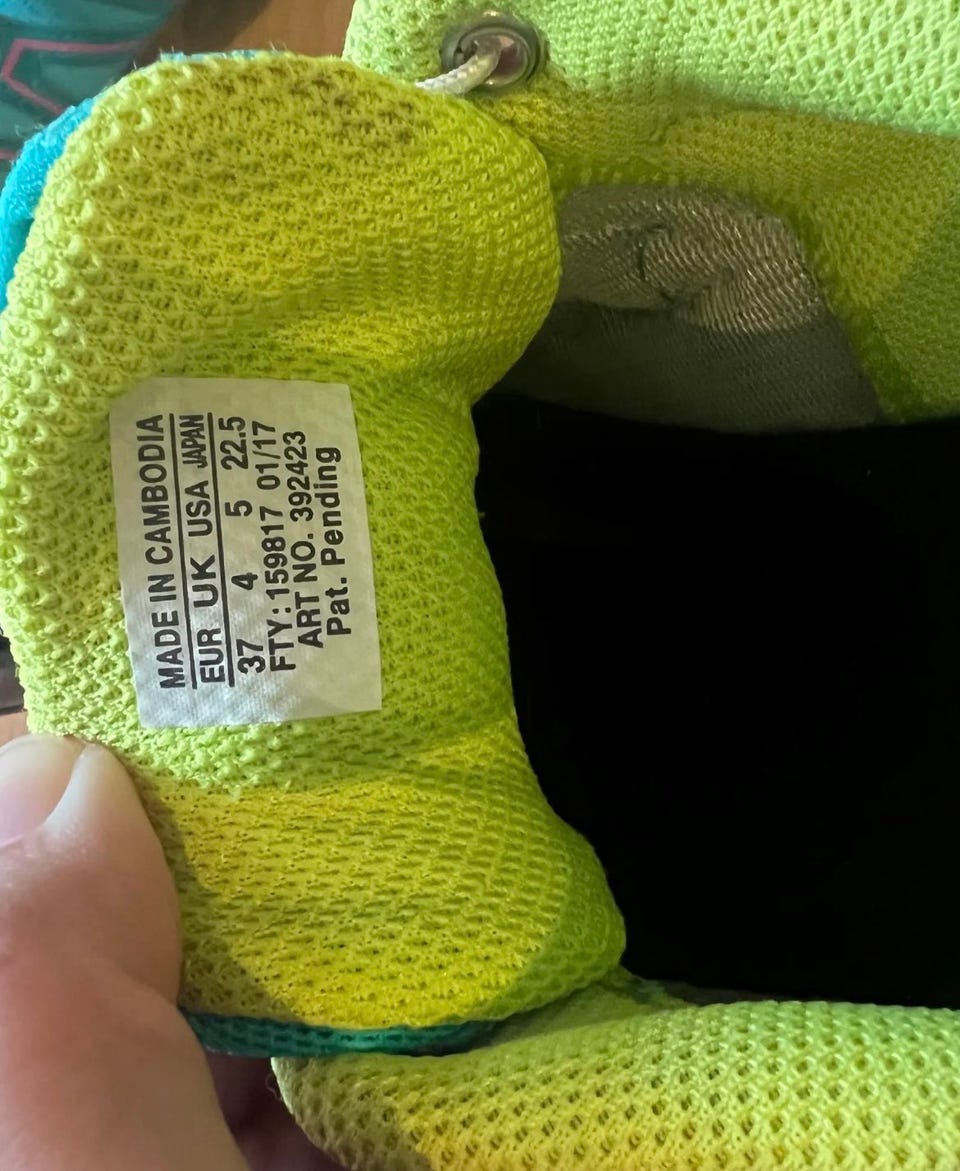 MADE IN CAMBODIA
EUR UK USA JAPAN
37 4 5 22.5
FTY: 159817 01/17
ART NO. 392423
Pat. Pending